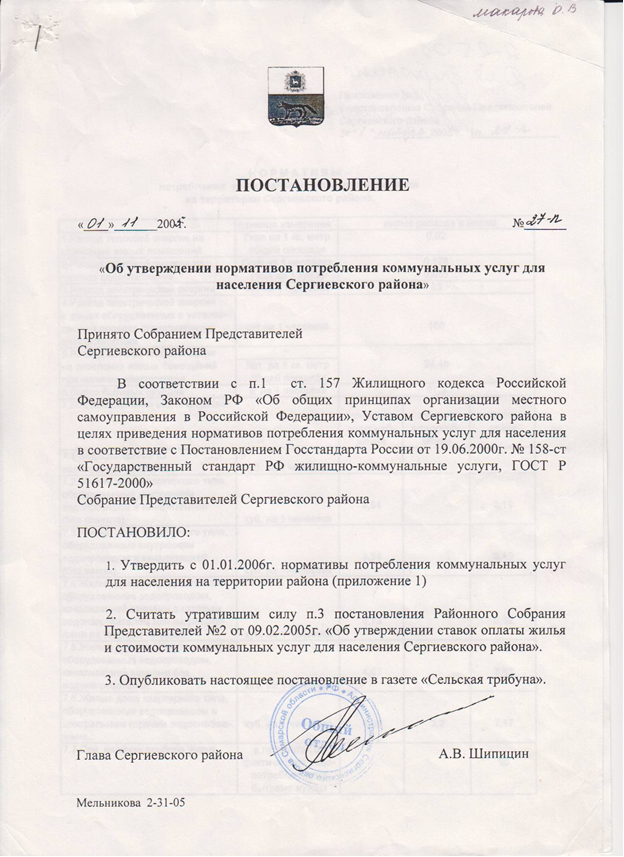 макарова О.В
ПОСТАНОВЛЕНИЕ
« 01 » 11 2005г. № 27-п
«Об утверждении нормативов потребления коммунальных услуг для
населения Сергиевского района»
Принято Собранием Представителей
Сергиевского района
В соответствии с п.1 ст. 157 Жилищного кодекса Российской
Федерации, Законом РФ «Об общих принципах организации местного
самоуправления в Российской Федерации», Уставом Сергиевского района в
целях приведения нормативов потребления коммунальных услуг для населения
в соответствие с Постановлением Госстандарта России от 19.06.2000г. № 158-ст
«Государственный стандарт РФ жилищно-коммунальные услуги, ГОСТ Р
51617-2000»
Собрание Представителей Сергиевского района
ПОСТАНОВИЛО:
1. Утвердить с 01.01.2006г. нормативы потребления коммунальных услуг
для населения на территории района (приложение 1)
2. Считать утратившим силу п.3 постановления Районного Собрания
Представителей №2 от 09.02.2005г. «Об утверждении ставок оплаты жилья
и стоимости коммунальных услуг для населения Сергиевского района».
3. Опубликовать настоящее постановление в газете «Сельская трибуна».
Общий
отдел
Глава Сергиевского района А.В. Шипицин
Мельникова 2-31-05